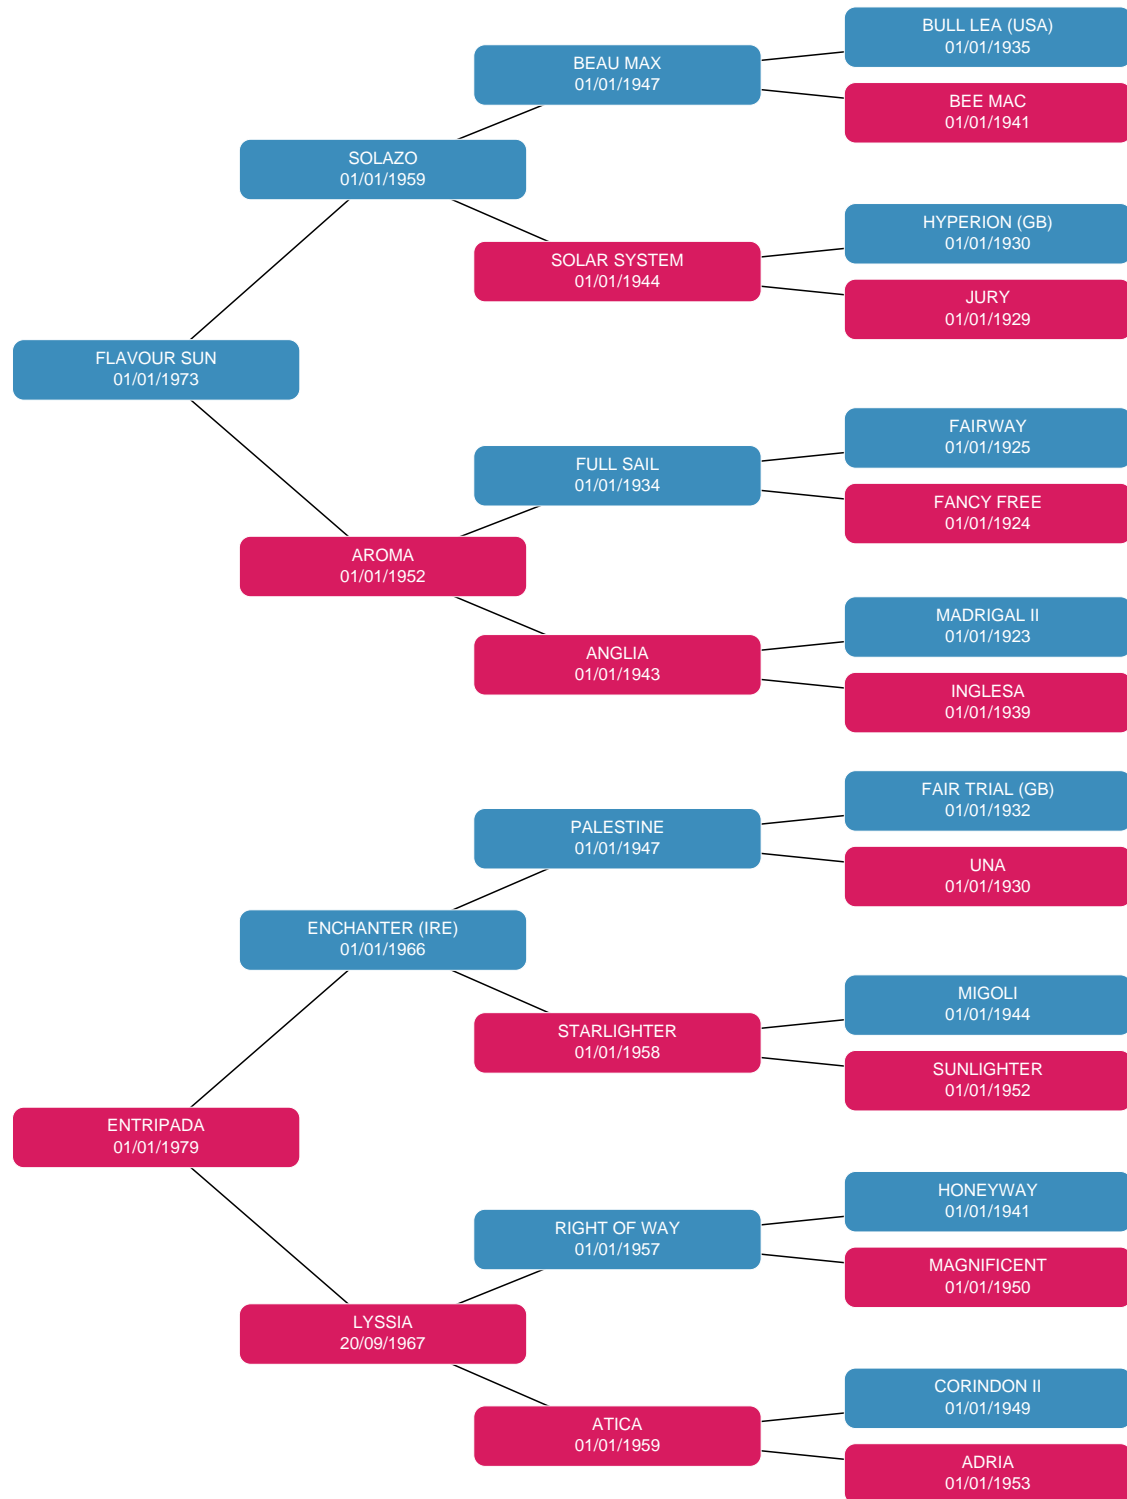 BULL LEA (USA)
01/01/1935
BEAU MAX
01/01/1947
BEE MAC
01/01/1941
SOLAZO
01/01/1959
HYPERION (GB)
01/01/1930
SOLAR SYSTEM
01/01/1944
JURY
01/01/1929
FLAVOUR SUN
01/01/1973
FAIRWAY
01/01/1925
FULL SAIL
01/01/1934
FANCY FREE
01/01/1924
AROMA
01/01/1952
MADRIGAL II
01/01/1923
ANGLIA
01/01/1943
INGLESA
01/01/1939
FAIR TRIAL (GB)
01/01/1932
PALESTINE
01/01/1947
UNA
01/01/1930
ENCHANTER (IRE)
01/01/1966
MIGOLI
01/01/1944
STARLIGHTER
01/01/1958
SUNLIGHTER
01/01/1952
ENTRIPADA
01/01/1979
HONEYWAY
01/01/1941
RIGHT OF WAY
01/01/1957
MAGNIFICENT
01/01/1950
LYSSIA
20/09/1967
CORINDON II
01/01/1949
ATICA
01/01/1959
ADRIA
01/01/1953